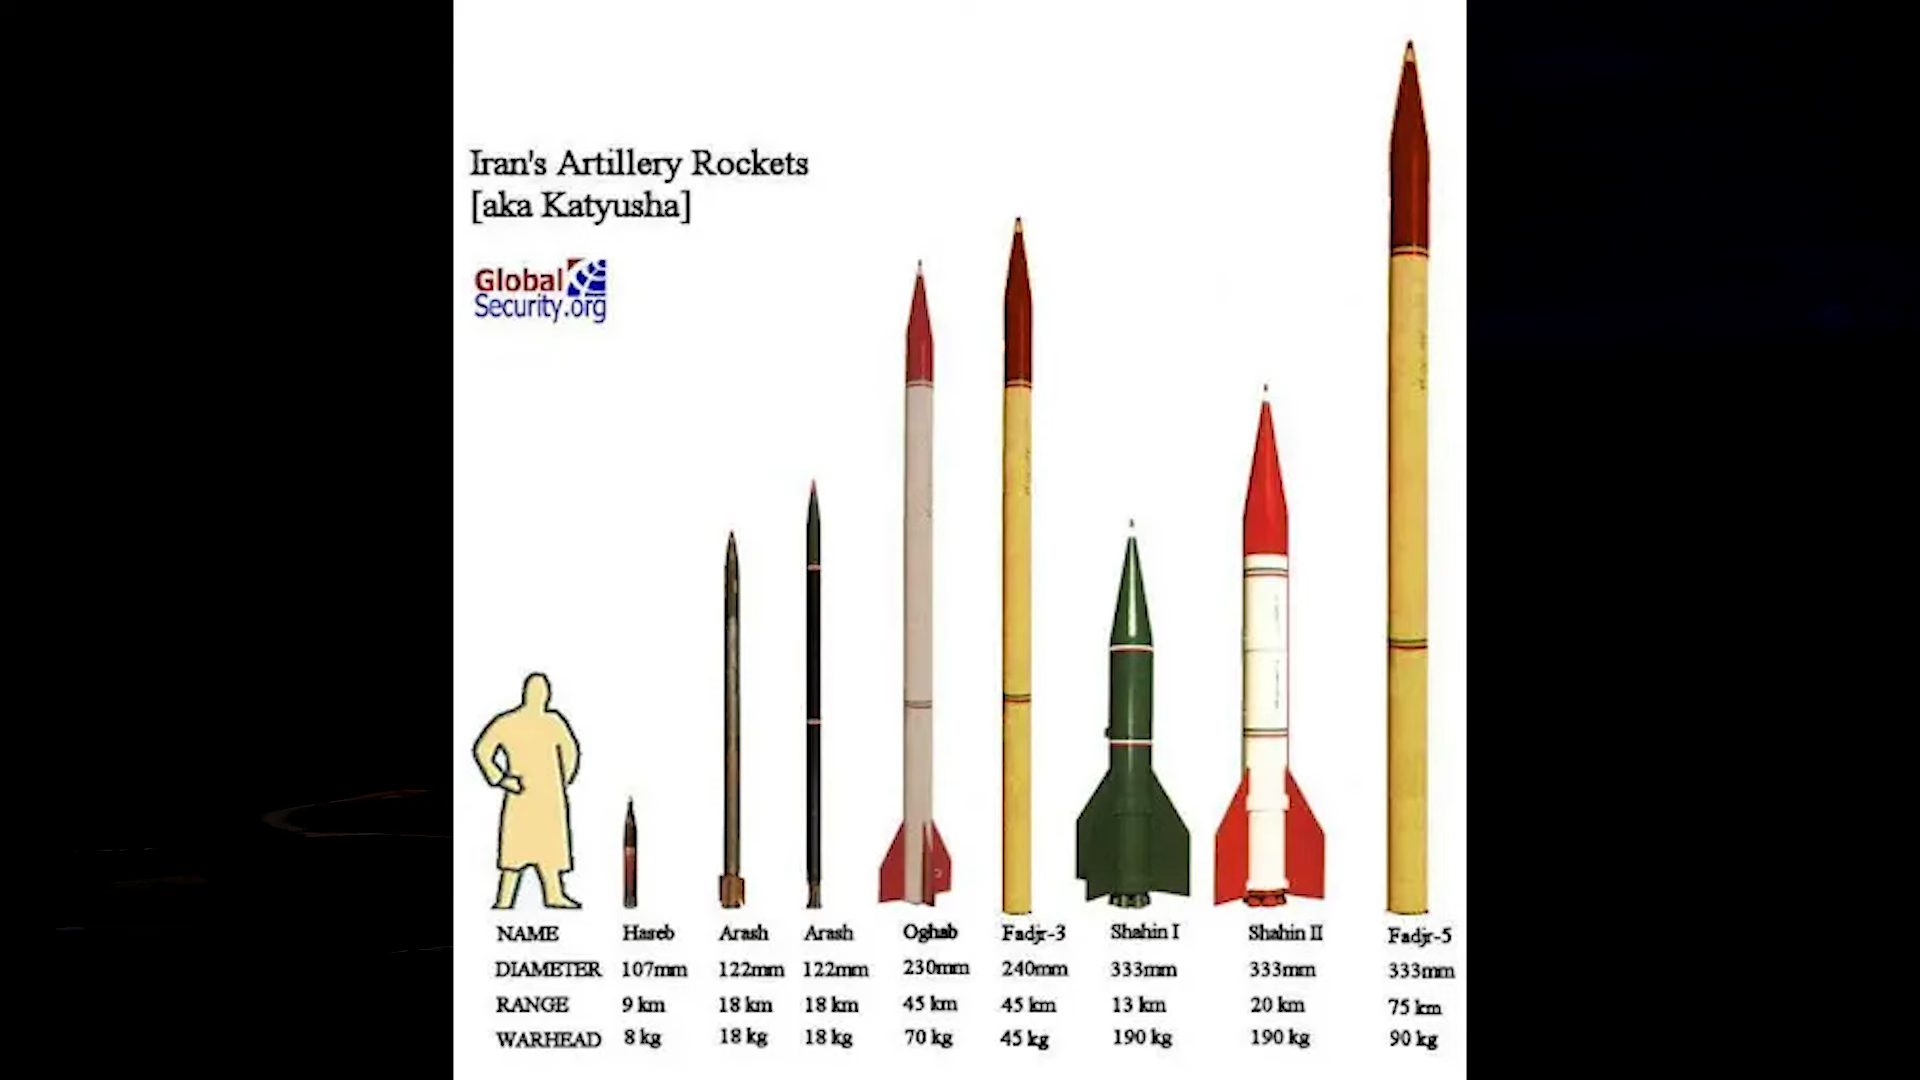 Iran's Artillery Rockets
[aka Katyusha]
Global
Security.org
NAME Haseb Arash Arash Oghab Fadjr-3 Shahin I Shahin II Fadjr-5
DIAMETER 107mm 122mm 122mm 230mm 240mm 333mm 333mm 333mm
RANGE 9 km 18 km 18 km 45 km 45 km 13 km 20 km 75 km
WARHEAD 8 kg 18 kg 18 kg 70 kg 45 kg 190 kg 190 kg 90 kg